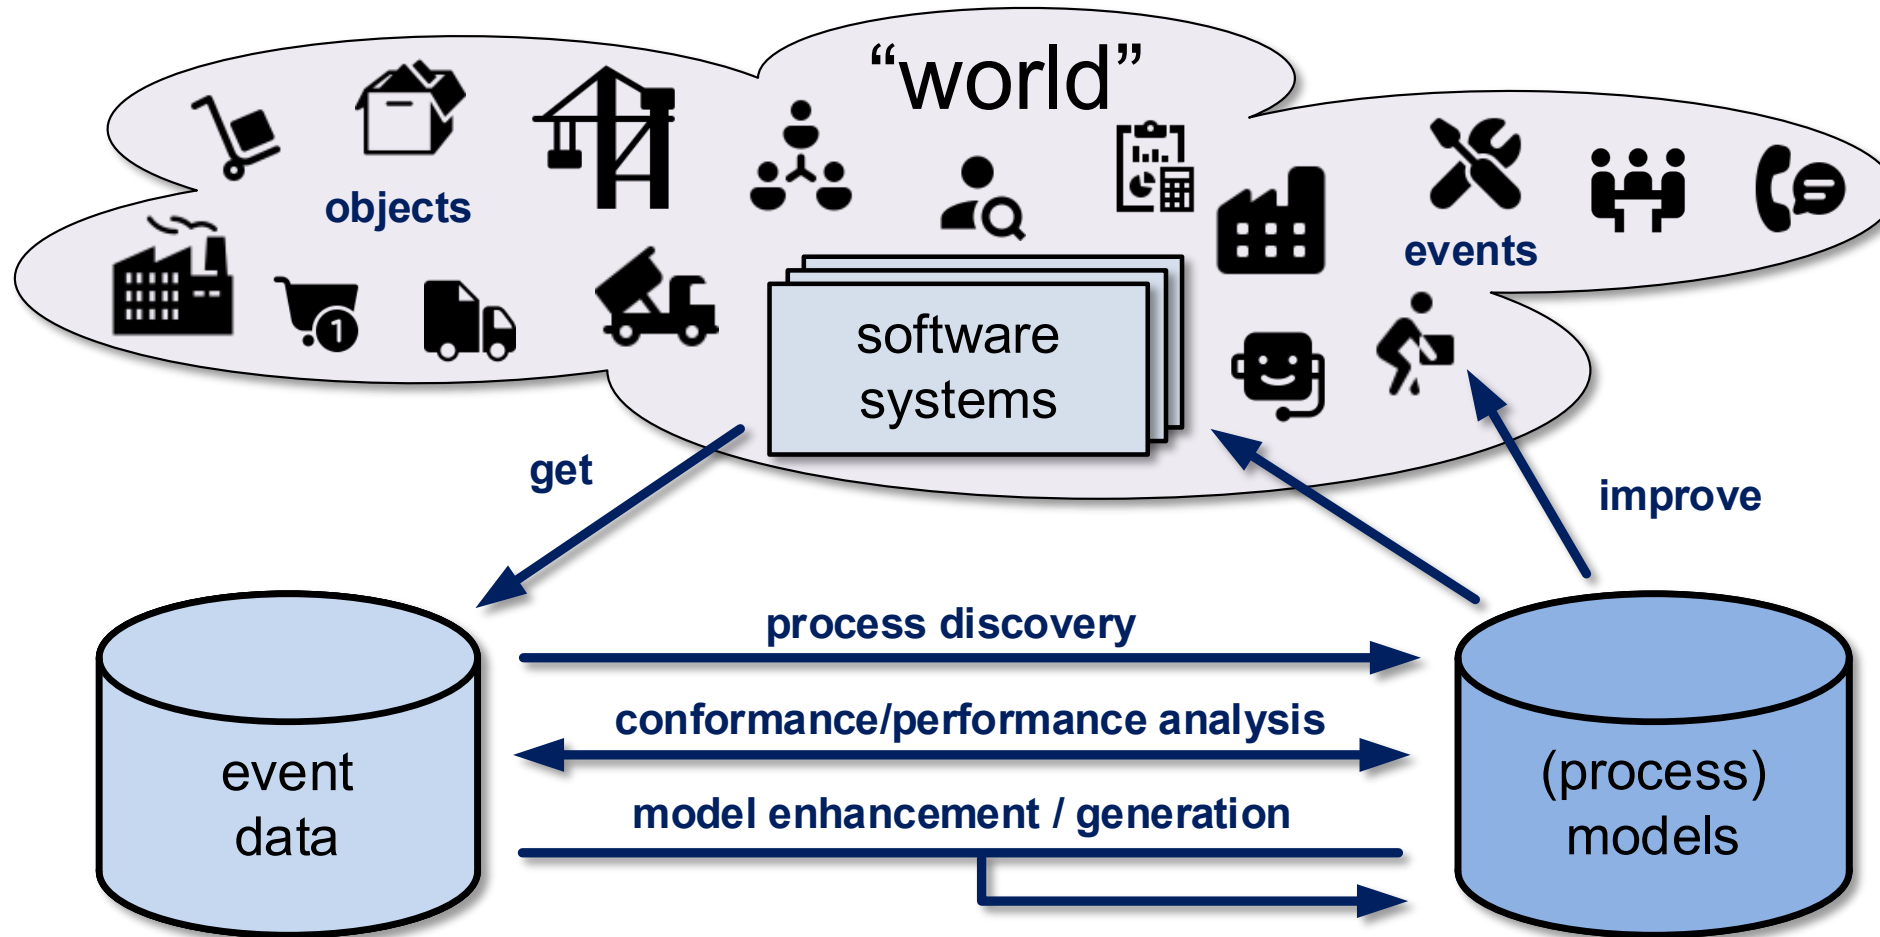 “world”
objects
events
1
software
systems
get
improve
process discovery
conformance/performance analysis
model enhancement / generation
event
data
(process)
models